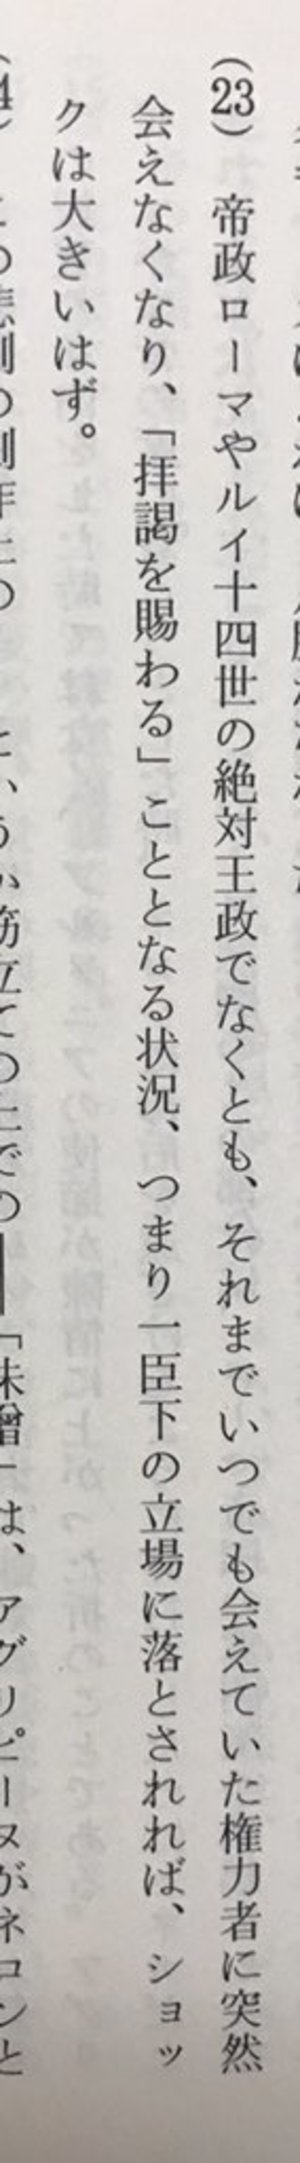 (23) 帝政ローマやルイ十四世の絶対王政でなくとも、それまでいつでも会えていた権力者に突然
会えなくなり、「拝謁を賜わる」こととなる状況、つまり一臣下の立場に落とされれば、ショッ
クは大きいはず。
「味噌」は、アグリピーヌがネロンと